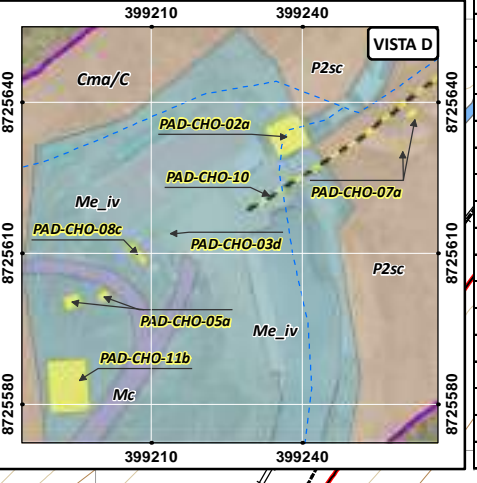 399210 399240
VISTA D
P2sc
Cma/C
8725640 8725640
PAD-CHO-02a
PAD-CHO-10
PAD-CHO-07a
Me_iv
PAD-CHO-08c
PAD-CHO-03d
8725610 8725610
P2sc
PAD-CHO-05a
Me_iv
PAD-CHO-11b
Mc
8725580 8725580
399210 399240